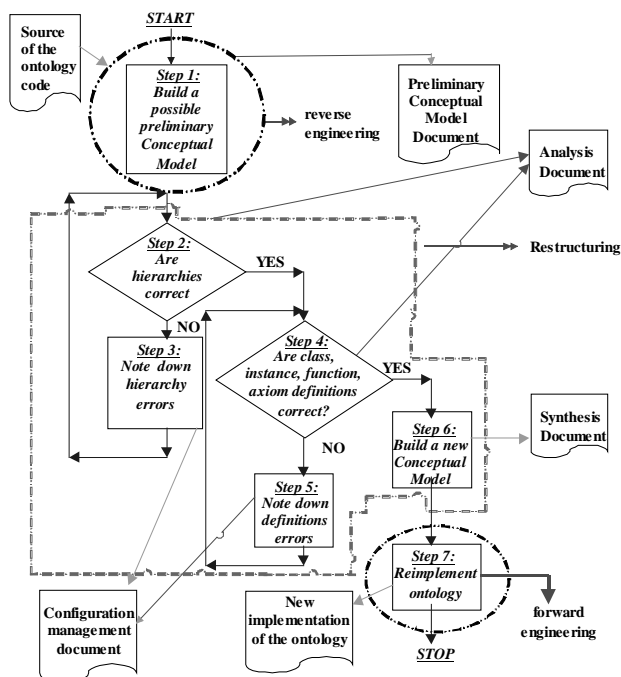 START
Source
of the
ontology
code
Step 1:
Build a
possible
preliminary
Conceptual
Model
reverse
engineering
Preliminary
Conceptual
Model
Document
Analysis
Document
Restructuring
Step 2:
Are
hierarchies
correct
YES
NO
Step 3:
Note down
hierarchy
errors
Step 4:
Are class,
instance, function,
axiom definitions
correct?
YES
NO
Step 5:
Note down
definitions
errors
Step 6:
Build a new
Conceptual
Model
Synthesis
Document
Step 7:
Reimplement
ontology
Configuration
management
document
New
implementation
of the ontology
forward
engineering
STOP